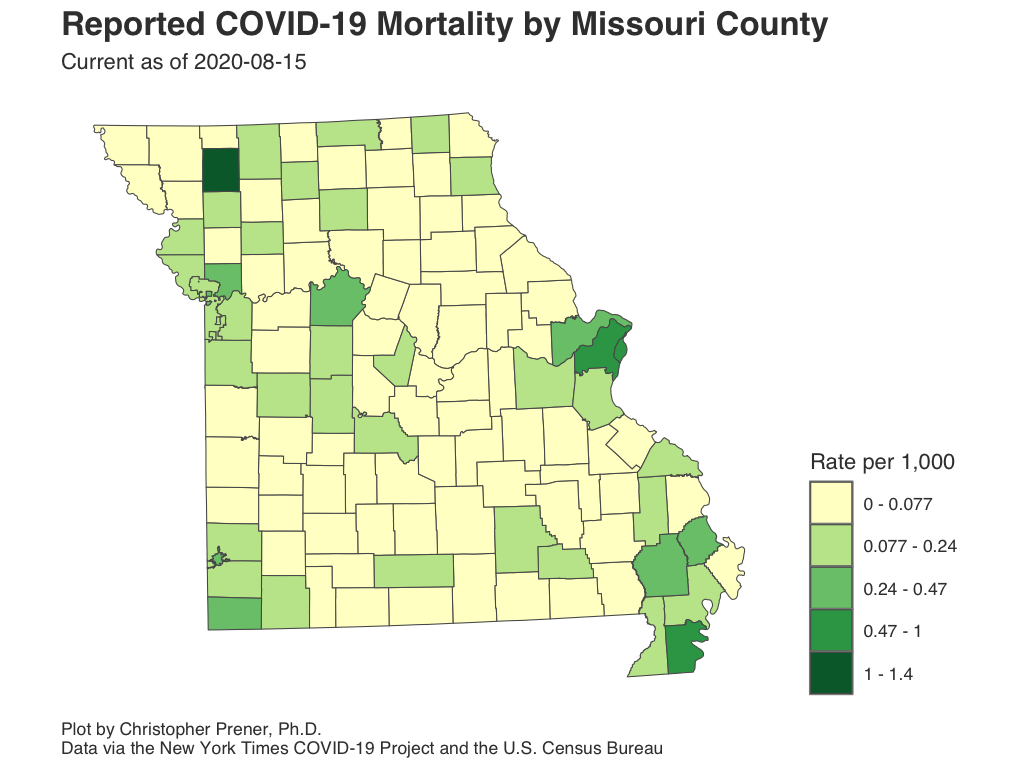 Reported COVID-19 Mortality by Missouri County
Current as of 2020-08-15
Rate per 1,000
0 - 0.077
0.077 - 0.24
0.24 - 0.47
0.47 - 1
1 - 1.4
Plot by Christopher Prener, Ph.D.
Data via the New York Times COVID-19 Project and the U.S. Census Bureau